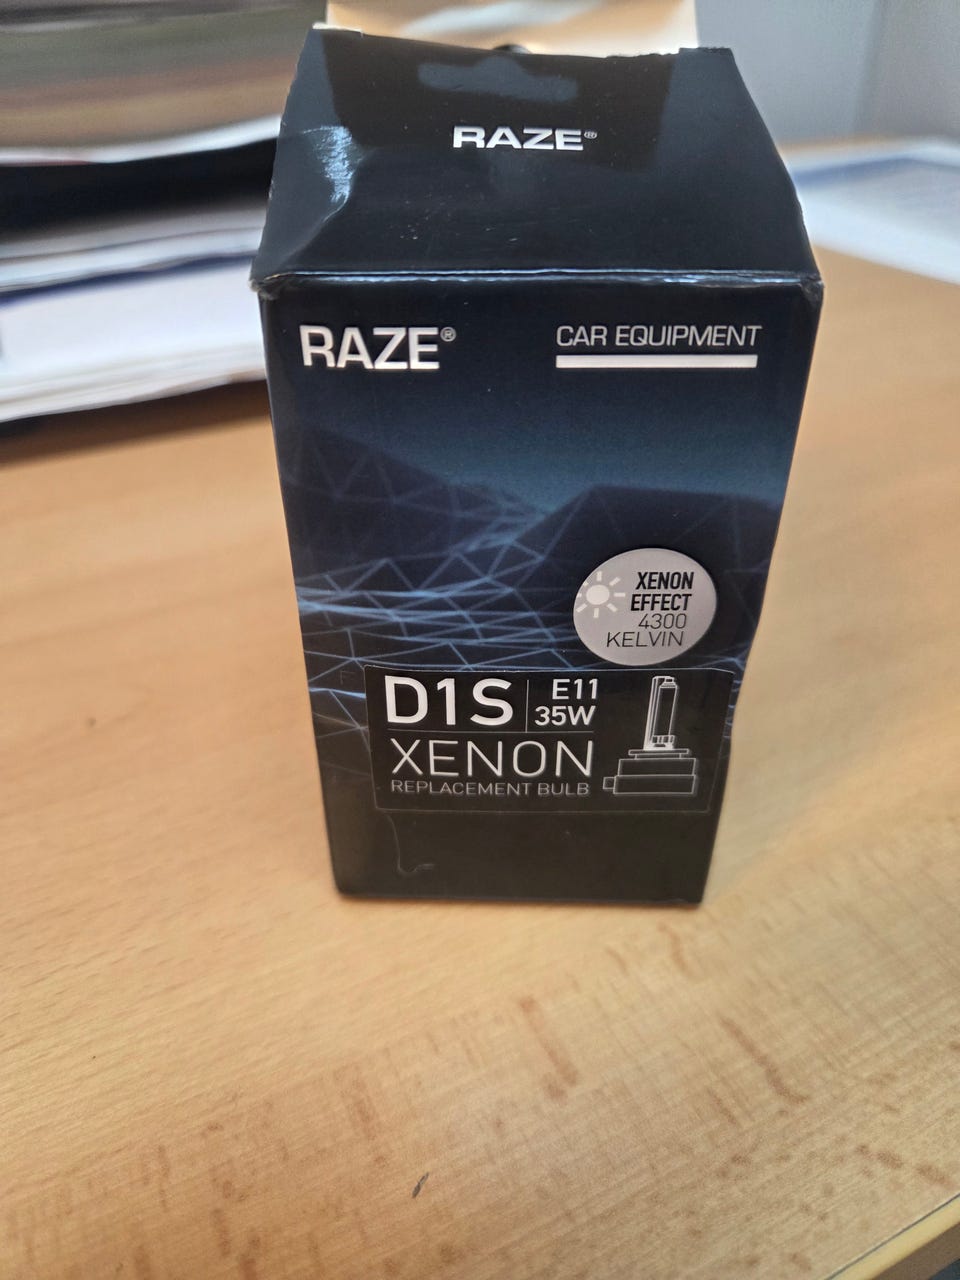 RAZE®
RAZE®
CAR EQUIPMENT
XENON
EFFECT
4300
KELVIN
D1S
E11
35W
XENON
REPLACEMENT BULB